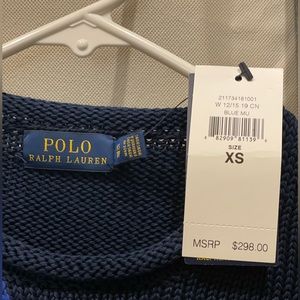 POLO
RALPH LAUREN
211734181001
W 12/15 19 CN
BLUE MU
SIZE
XS
MSRP $298.00